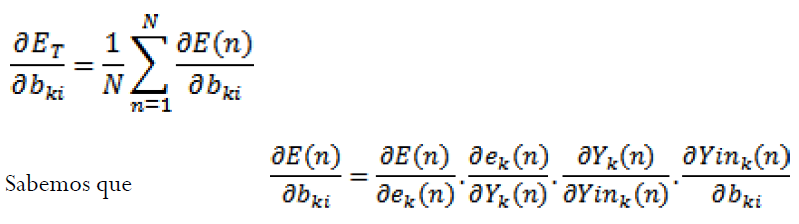 ∂E_T/∂b_ki = 1/N ∑_{n=1}^{N} ∂E(n)/∂b_ki
Sabemos que ∂E(n)/∂b_ki = ∂E(n)/∂e_k(n) . ∂e_k(n)/∂Y_k(n) . ∂Y_k(n)/∂Yin_k(n) . ∂Yin_k(n)/∂b_ki